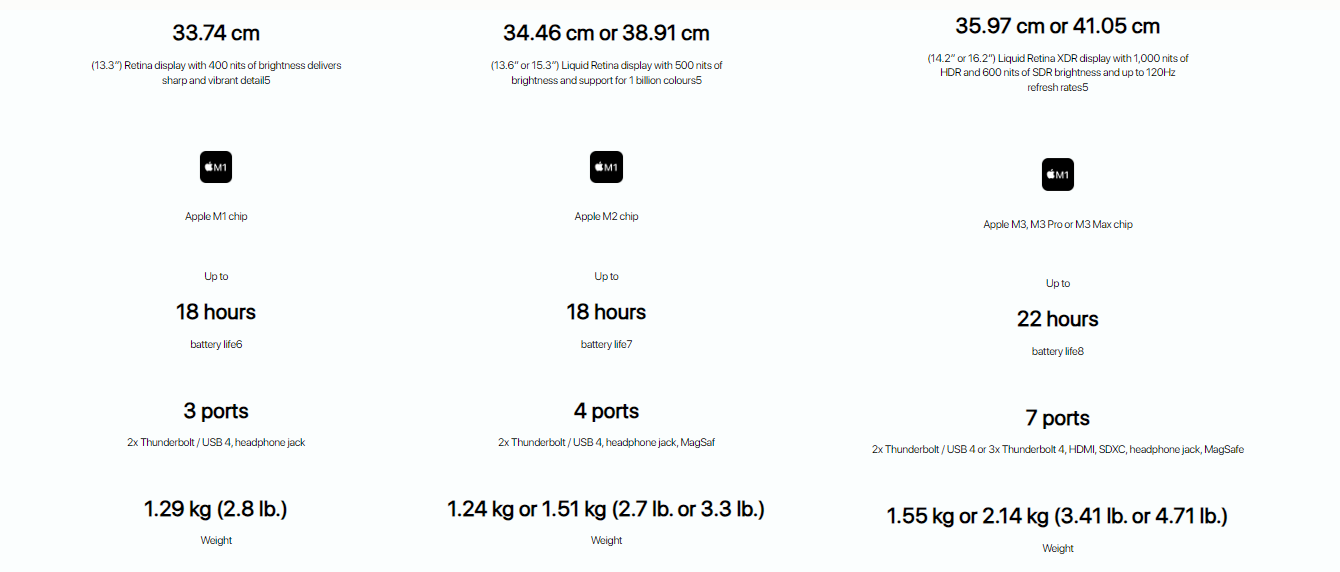 33.74 cm
(13.3″) Retina display with 400 nits of brightness delivers
sharp and vibrant detail5
M1
Apple M1 chip
Up to
18 hours
battery life6
3 ports
2x Thunderbolt / USB 4, headphone jack
1.29 kg (2.8 lb.)
Weight
34.46 cm or 38.91 cm
(13.6″ or 15.3″) Liquid Retina display with 500 nits of
brightness and support for 1 billion colours5
M1
Apple M2 chip
Up to
18 hours
battery life7
4 ports
2x Thunderbolt / USB 4, headphone jack, MagSaf
1.24 kg or 1.51 kg (2.7 lb. or 3.3 lb.)
Weight
35.97 cm or 41.05 cm
(14.2″ or 16.2″) Liquid Retina XDR display with 1,000 nits of
HDR and 600 nits of SDR brightness and up to 120Hz
refresh rates5
M1
Apple M3, M3 Pro or M3 Max chip
Up to
22 hours
battery life8
7 ports
2x Thunderbolt / USB 4 or 3x Thunderbolt 4, HDMI, SDXC, headphone jack, MagSafe
1.55 kg or 2.14 kg (3.41 lb. or 4.71 lb.)
Weight